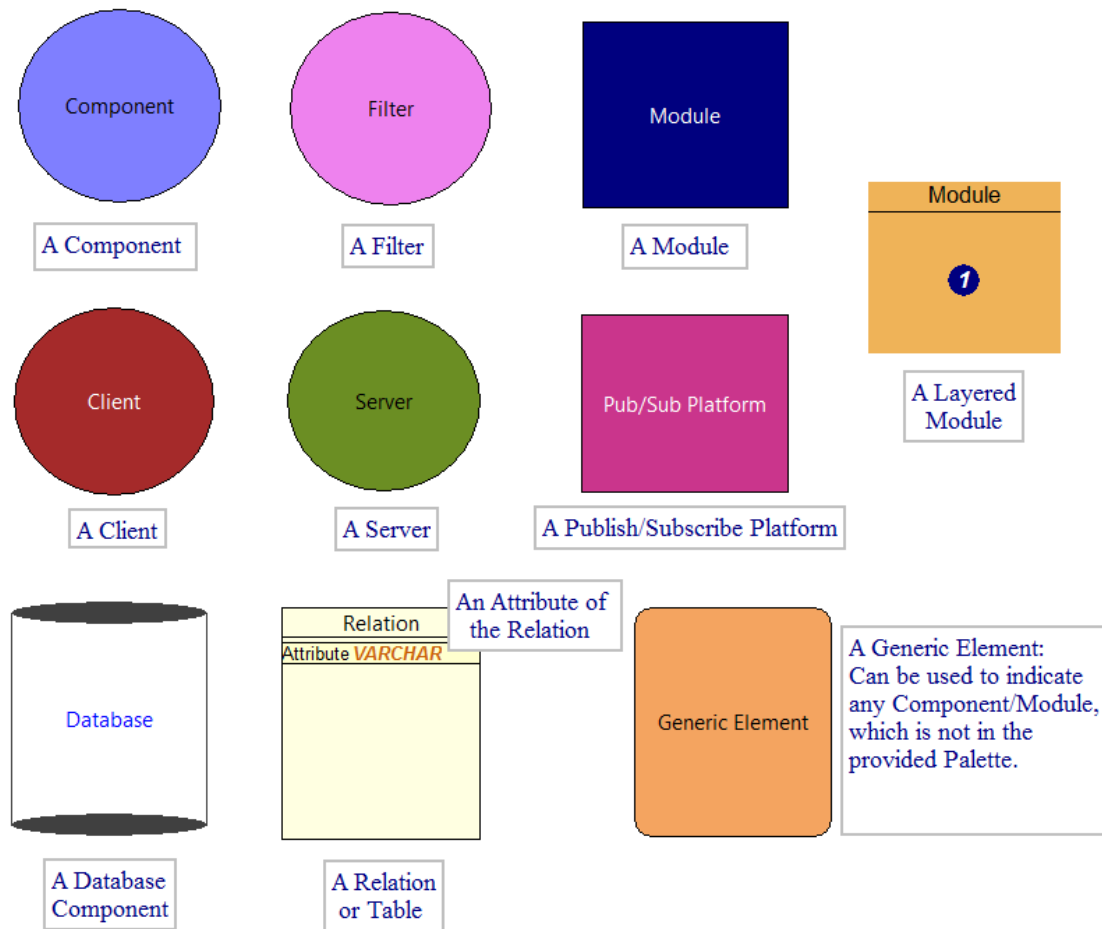 Component
Filter
Module
Module
1
A Component
A Filter
A Module
Client
Server
Pub/Sub Platform
A Layered
Module
A Client
A Server
A Publish/Subscribe Platform
Relation
Attribute VARCHAR
An Attribute of
the Relation
Database
Generic Element
A Generic Element:
Can be used to indicate
any Component/Module,
which is not in the
provided Palette.
A Database
Component
A Relation
or Table